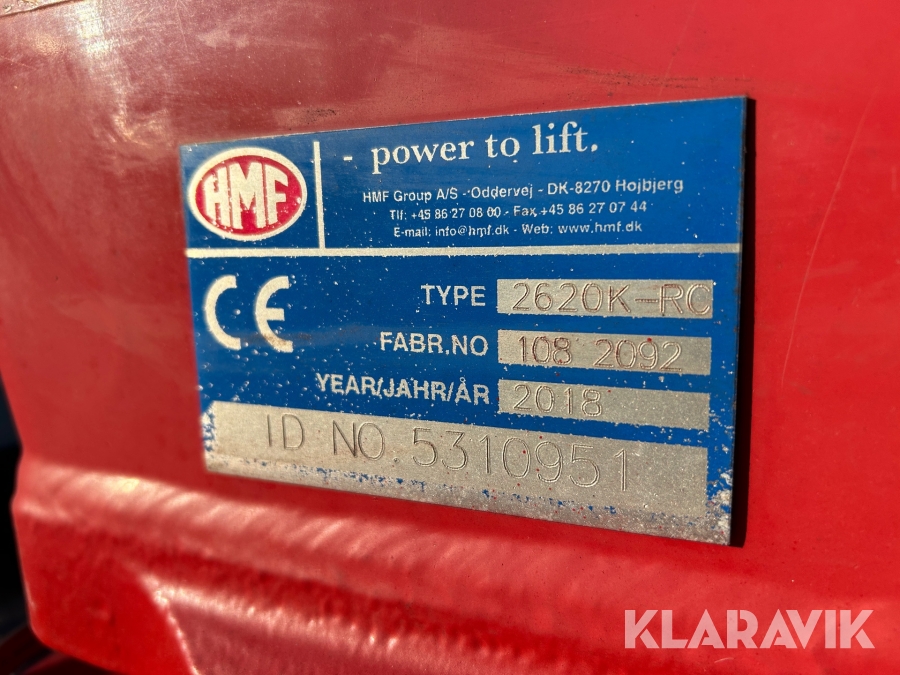 HMF
- power to lift.
HMF Group A/S - Oddervej - DK-8270 Hojbjerg
Tlf: +45 86 27 08 00 - Fax +45 86 27 07 44
E-mail: info@hmf.dk - Web: www.hmf.dk
CE
TYPE 2620K-RC
FABR.NO 108 2092
YEAR/JAHR/ÅR 2018
ID NO. 5310951
KLARAVIK